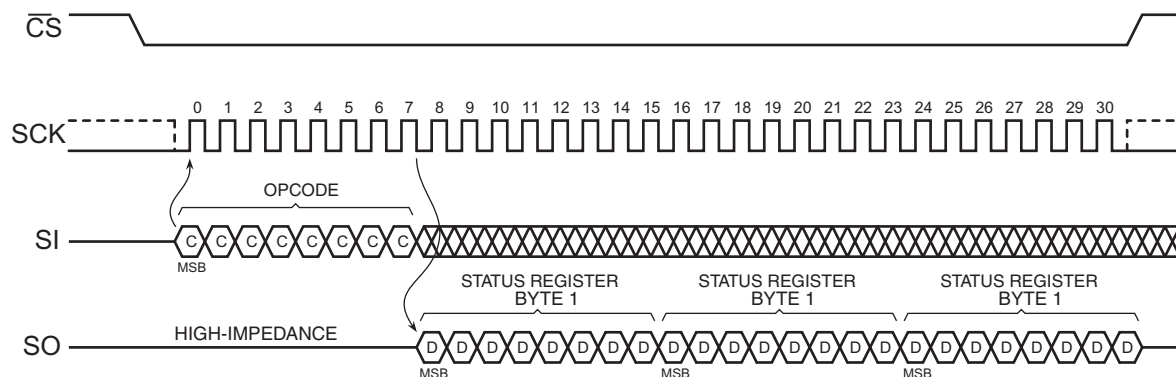 CS
0 1 2 3 4 5 6 7 8 9 10 11 12 13 14 15 16 17 18 19 20 21 22 23 24 25 26 27 28 29 30
SCK
OPCODE
SI C C C C C C C C
MSB
STATUS REGISTER BYTE 1
STATUS REGISTER BYTE 1
STATUS REGISTER BYTE 1
HIGH-IMPEDANCE
SO D D D D D D D D D D D D D D D D D D D D D D D D
MSB MSB MSB